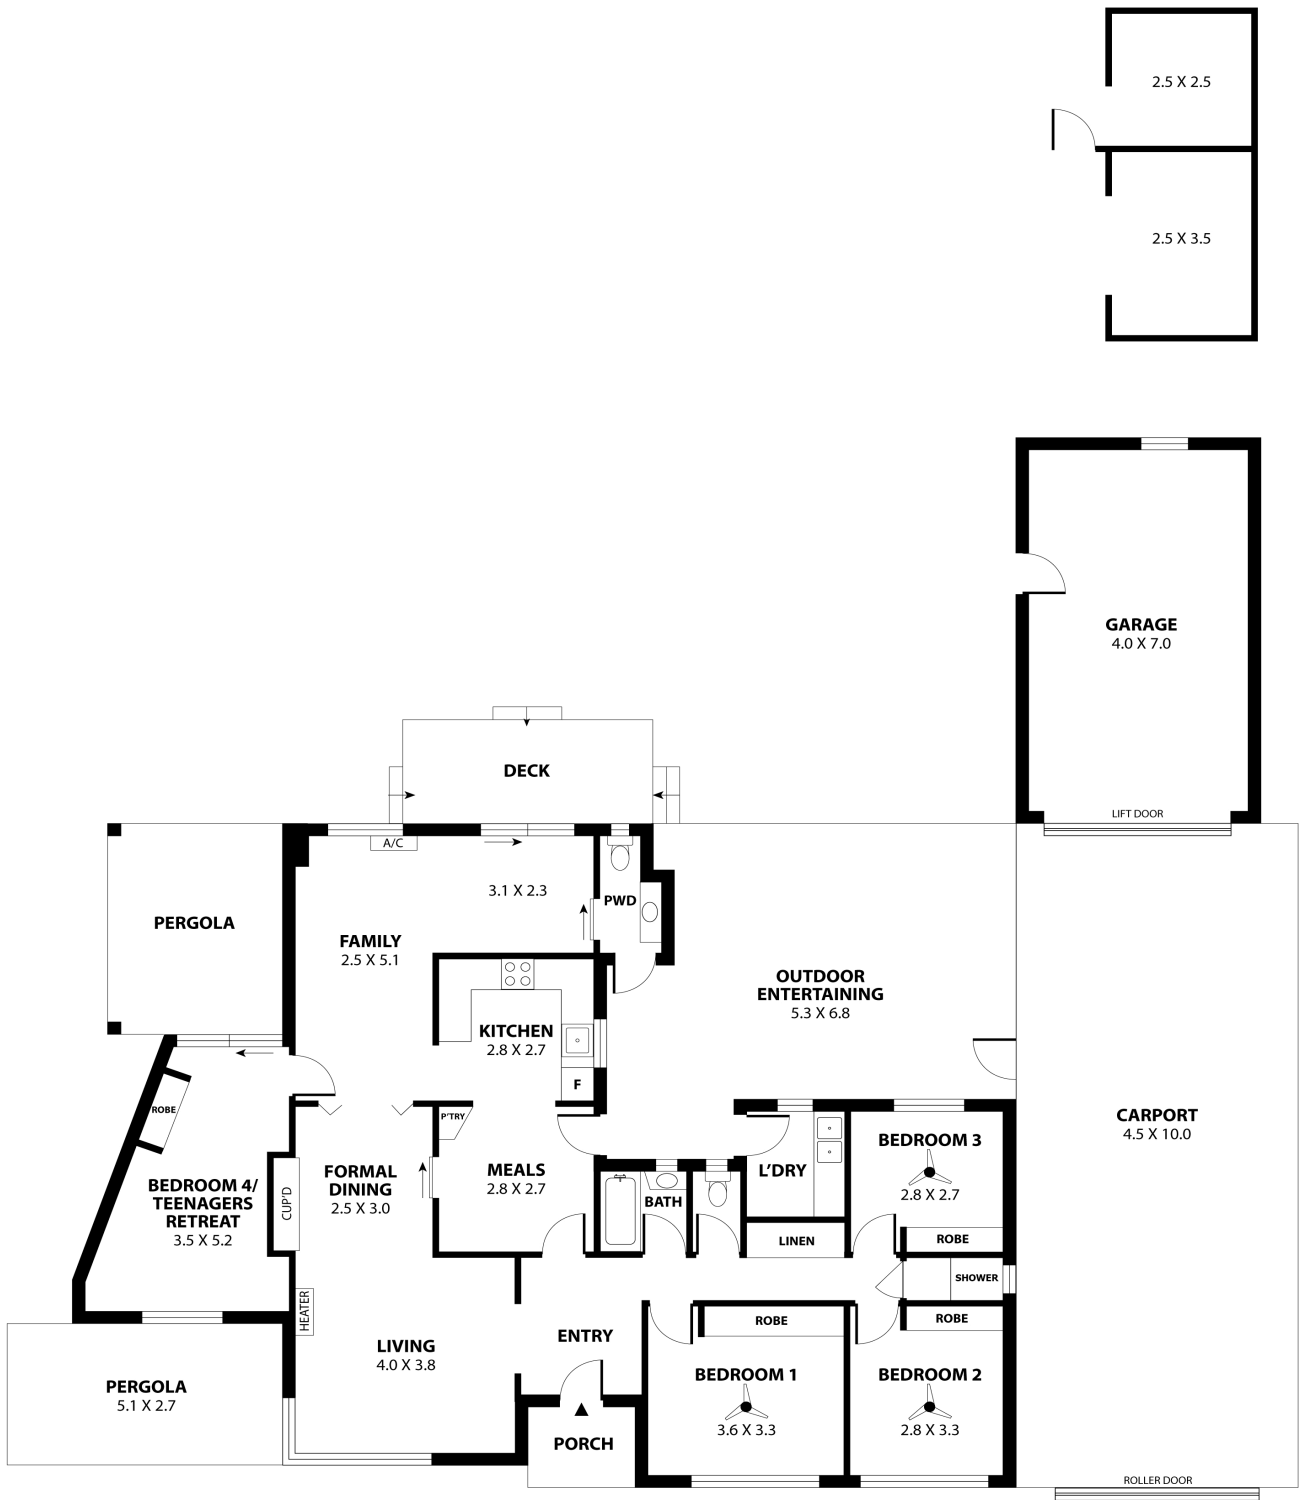 2.5 X 2.5
2.5 X 3.5
GARAGE
4.0 X 7.0
LIFT DOOR
DECK
A/C
3.1 X 2.3
PWD
PERGOLA
FAMILY
2.5 X 5.1
OUTDOOR
ENTERTAINING
5.3 X 6.8
KITCHEN
2.8 X 2.7
F
ROBE
P'TRY
CARPORT
4.5 X 10.0
BEDROOM 3
2.8 X 2.7
ROBE
L'DRY
MEALS
2.8 X 2.7
FORMAL
DINING
2.5 X 3.0
BEDROOM 4/
TEENAGERS
RETREAT
3.5 X 5.2
CUP'D
BATH
LINEN
SHOWER
HEATER
ROBE
ROBE
ENTRY
LIVING
4.0 X 3.8
BEDROOM 1
3.6 X 3.3
BEDROOM 2
2.8 X 3.3
PERGOLA
5.1 X 2.7
PORCH
ROLLER DOOR